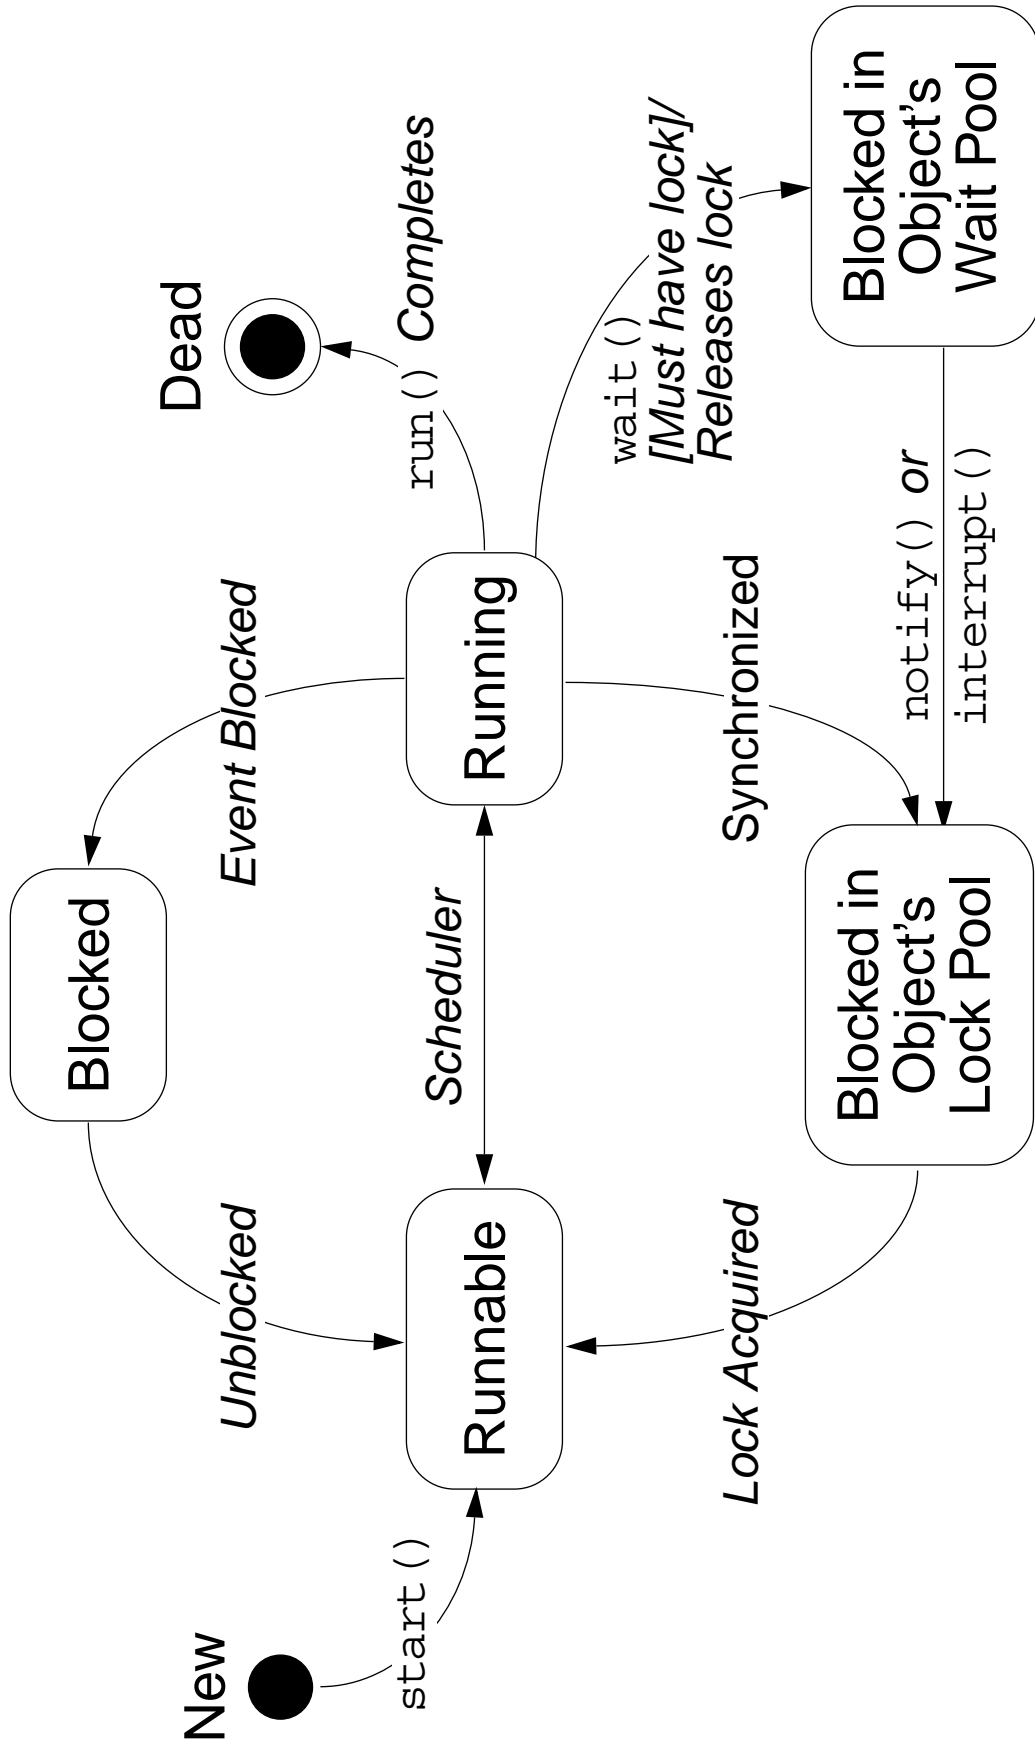 Blocked
Dead
New
Unblocked
Event Blocked
start()
Scheduler
run() Completes
Runnable
Running
wait()
[Must have lock]/
Releases lock
Lock Acquired
Synchronized
Blocked in
Object's
Lock Pool
notify() or
interrupt()
Blocked in
Object's
Wait Pool